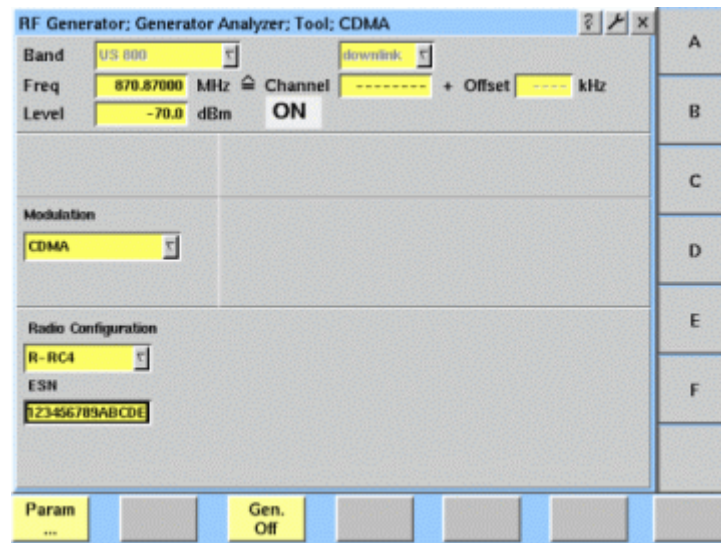 RF Generator; Generator Analyzer; Tool; CDMA ? x
Band US 800 downlink
Freq 870.87000 MHz ≙ Channel -------- + Offset ---- kHz
Level -70.0 dBm ON
Modulation
CDMA
Radio Configuration
R-RC4
ESN
123456789ABCDE
A
B
C
D
E
F
Param ...
Gen. Off